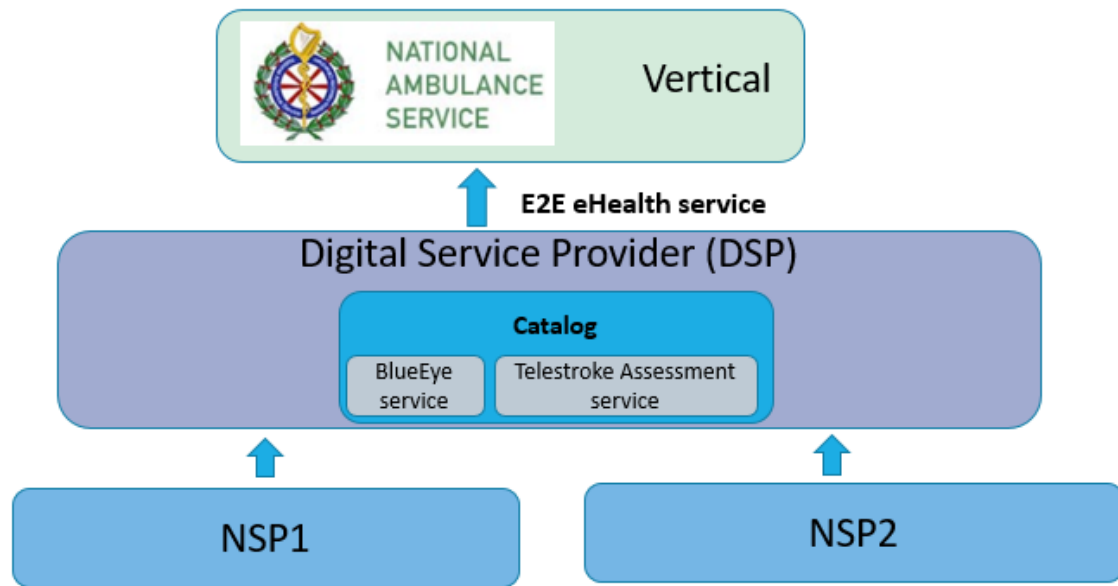 NATIONAL
AMBULANCE
SERVICE
Vertical
E2E eHealth service
Digital Service Provider (DSP)
Catalog
BlueEye
service
Telestroke Assessment
service
NSP1
NSP2